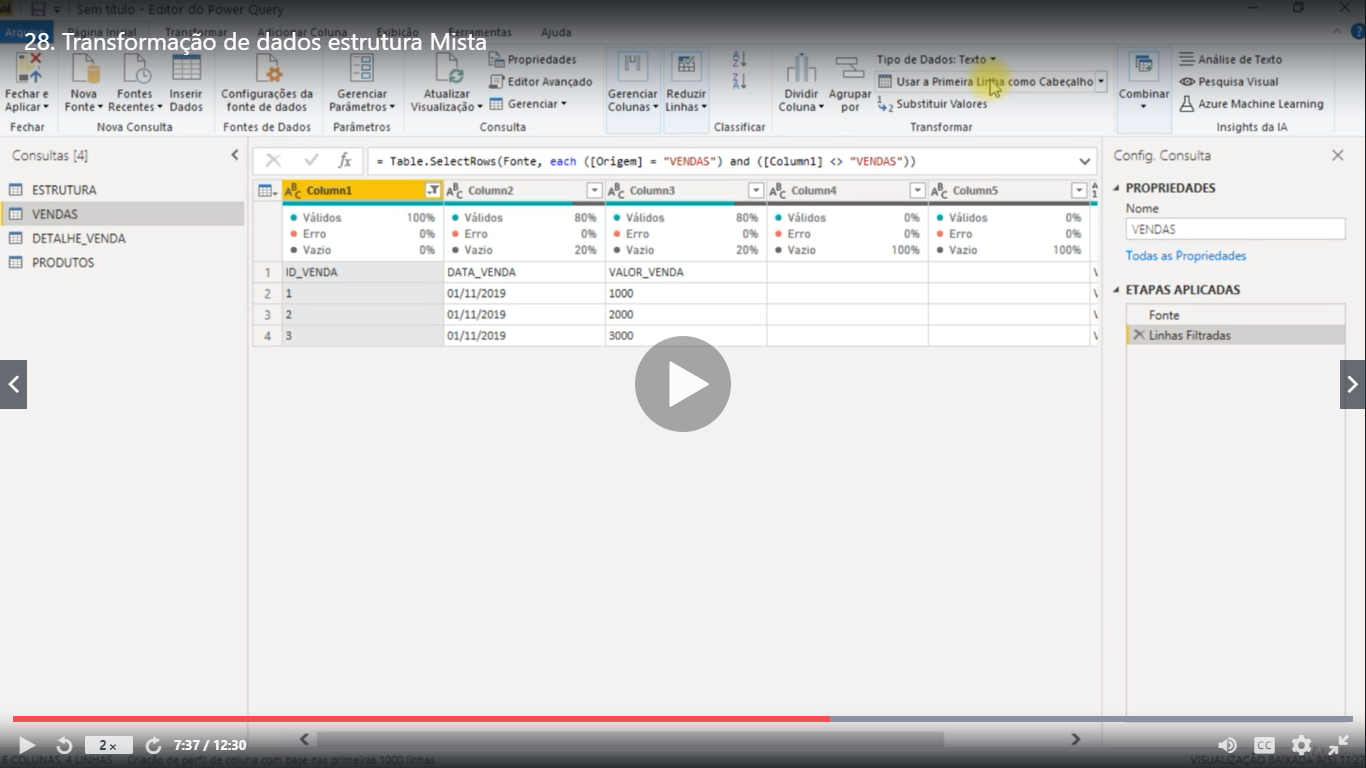 Sem título - Editor do Power Query
Página Inicial Transformar Adicionar Coluna Exibição Ferramentas Ajuda
28. Transformação de dados estrutura Mista
Fechar e Aplicar
Nova Fonte
Fontes Recentes
Inserir Dados
Configurações da fonte de dados
Gerenciar Parâmetros
Atualizar Visualização
Propriedades
Editor Avançado
Gerenciar
Gerenciar Colunas
Reduzir Linhas
Dividir Coluna
Agrupar por
Tipo de Dados: Texto
Usar a Primeira Linha como Cabeçalho
Substituir Valores
Combinar
Análise de Texto
Pesquisa Visual
Azure Machine Learning
Fechar
Nova Consulta
Fontes de Dados
Parâmetros
Consulta
Classificar
Transformar
Insights da IA
Consultas [4]
ESTRUTURA
VENDAS
DETALHE_VENDA
PRODUTOS
fx = Table.SelectRows(Fonte, each ([Origem] = "VENDAS") and ([Column1] <> "VENDAS"))
Column1 Column2 Column3 Column4 Column5
Válidos 100% Válidos 80% Válidos 80% Válidos 0% Válidos 0%
Erro 0% Erro 0% Erro 0% Erro 0% Erro 0%
Vazio 0% Vazio 20% Vazio 20% Vazio 100% Vazio 100%
1 ID_VENDA DATA_VENDA VALOR_VENDA
2 1 01/11/2019 1000
3 2 01/11/2019 2000
4 3 01/11/2019 3000
Config. Consulta
PROPRIEDADES
Nome
VENDAS
Todas as Propriedades
ETAPAS APLICADAS
Fonte
Linhas Filtradas
2x 7:37 / 12:30 CC
6 COLUNAS, 4 LINHAS Criação de perfil de coluna com base nas primeiras 1000 linhas